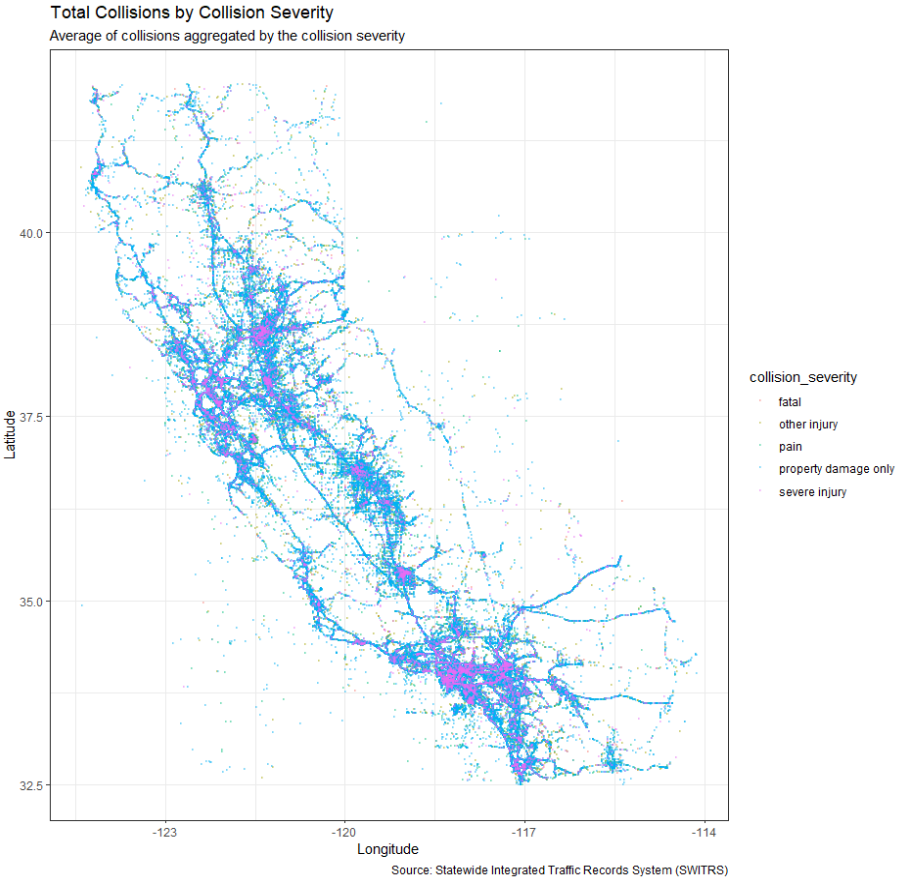 Total Collisions by Collision Severity
Average of collisions aggregated by the collision severity
40.0
37.5
35.0
32.5
Latitude
-123
-120
-117
-114
Longitude
collision_severity
fatal
other injury
pain
property damage only
severe injury
Source: Statewide Integrated Traffic Records System (SWITRS)